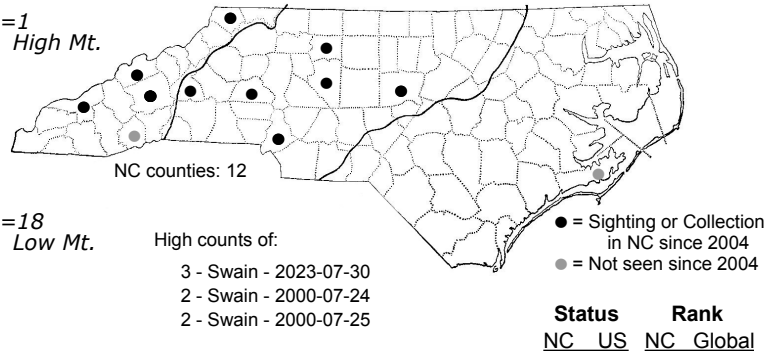 =1
High Mt.
NC counties: 12
=18
Low Mt.
High counts of:
3 - Swain - 2023-07-30
2 - Swain - 2000-07-24
2 - Swain - 2000-07-25
= Sighting or Collection
in NC since 2004
= Not seen since 2004
Status Rank
NC US NC Global